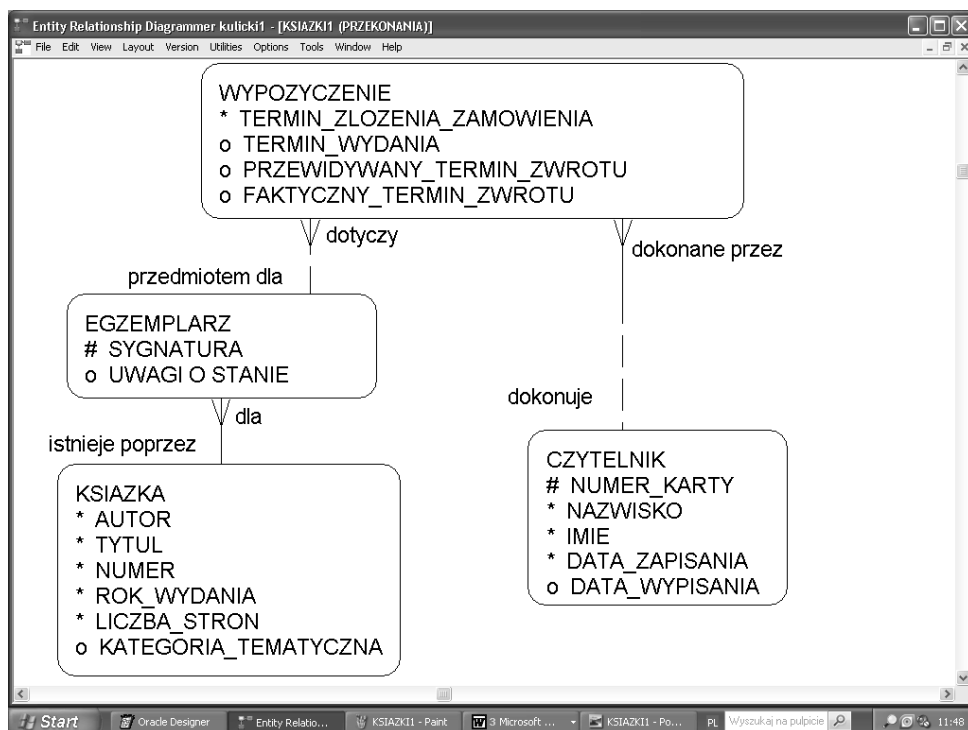 Entity Relationship Diagrammer kulicki1 - [KSIAZKI1 (PRZEKONANIA)]
File Edit View Layout Version Utilities Options Tools Window Help
WYPOZYCZENIE
* TERMIN_ZLOZENIA_ZAMOWIENIA
o TERMIN_WYDANIA
o PRZEWIDYWANY_TERMIN_ZWROTU
o FAKTYCZNY_TERMIN_ZWROTU
dotyczy
dokonane przez
przedmiotem dla
EGZEMPLARZ
# SYGNATURA
o UWAGI O STANIE
dokonuje
dla
istnieje poprzez
KSIAZKA
* AUTOR
* TYTUL
* NUMER
* ROK_WYDANIA
* LICZBA_STRON
o KATEGORIA_TEMATYCZNA
CZYTELNIK
# NUMER_KARTY
* NAZWISKO
* IMIE
* DATA_ZAPISANIA
o DATA_WYPISANIA
Start Oracle Designer Entity Relatio... KSIAZKI1 - Paint 3 Microsoft ... KSIAZKI1 - Po... PL Wyszukaj na pulpicie 11:48